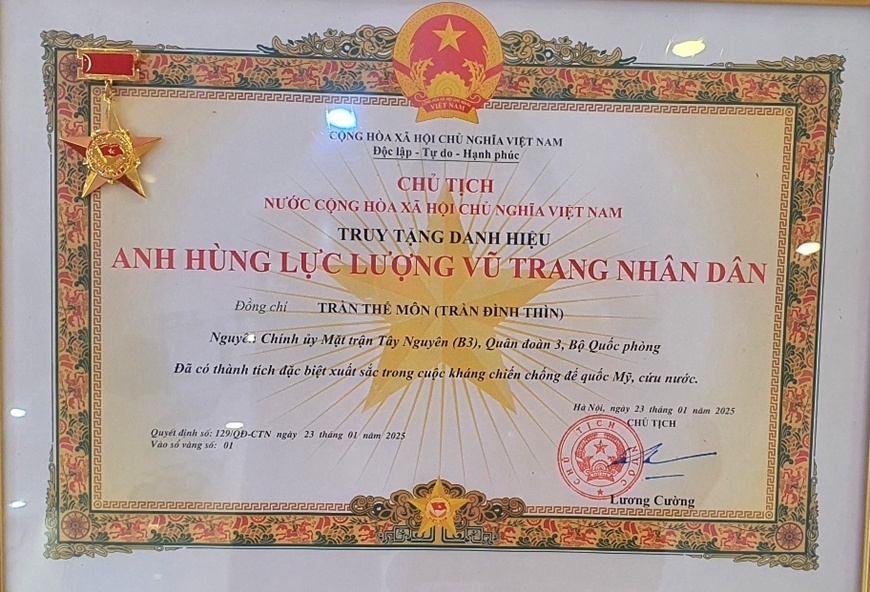 VIỆT NAM
CỘNG HÒA XÃ HỘI CHỦ NGHĨA VIỆT NAM
Độc lập - Tự do - Hạnh phúc
CHỦ TỊCH
NƯỚC CỘNG HÒA XÃ HỘI CHỦ NGHĨA VIỆT NAM
TRUY TẶNG DANH HIỆU
ANH HÙNG LỰC LƯỢNG VŨ TRANG NHÂN DÂN
Đồng chí TRẦN THẾ MÔN (TRẦN ĐÌNH THÌN)
Nguyên Chính ủy Mặt trận Tây Nguyên (B3), Quân đoàn 3, Bộ Quốc phòng
Đã có thành tích đặc biệt xuất sắc trong cuộc kháng chiến chống đế quốc Mỹ, cứu nước.
Hà Nội, ngày 23 tháng 01 năm 2025
CHỦ TỊCH
Quyết định số: 129/QĐ-CTN ngày 23 tháng 01 năm 2025
Vào sổ vàng số: 01
CHỦ TỊCH NƯỚC
Lương Cường